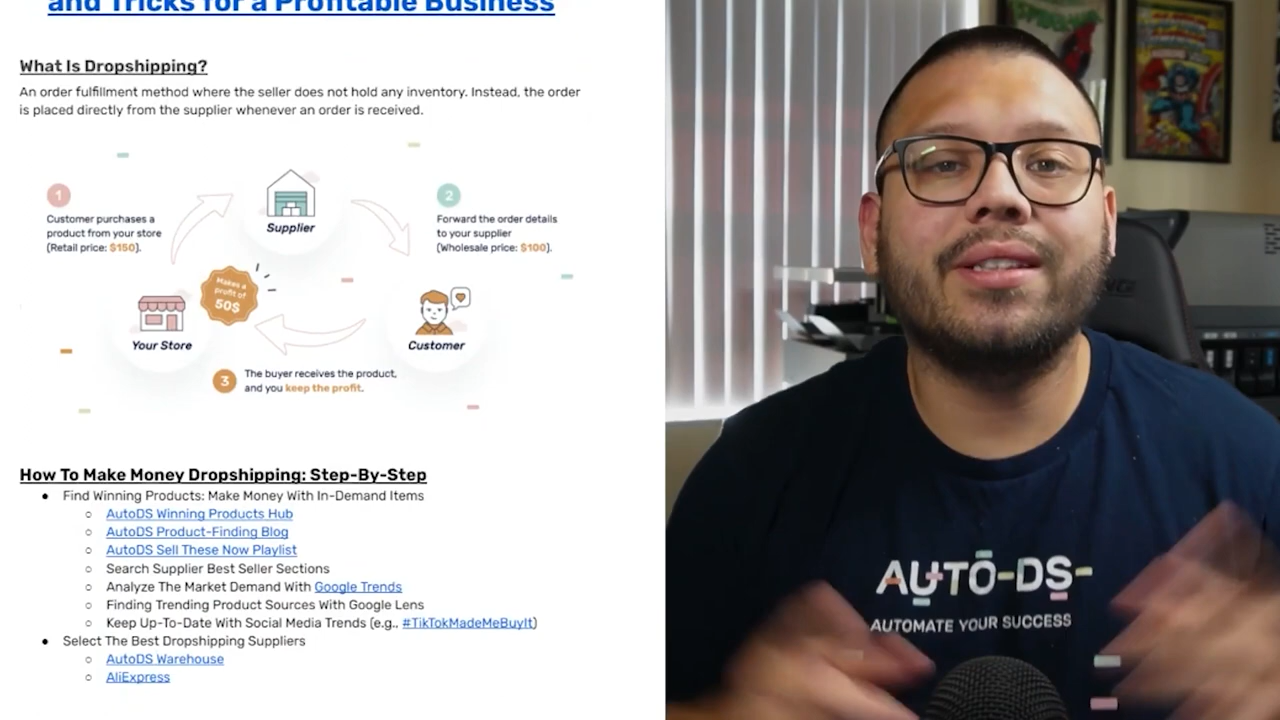 and Tricks for a Profitable Business
What Is Dropshipping?
An order fulfillment method where the seller does not hold any inventory. Instead, the order
is placed directly from the supplier whenever an order is received.
1
Customer purchases a
product from your store
(Retail price: $150).
Supplier
2
Forward the order details
to your supplier
(Wholesale price: $100).
Makes a
profit of
50$
Your Store
Customer
3
The buyer receives the product,
and you keep the profit.
How To Make Money Dropshipping: Step-By-Step
● Find Winning Products: Make Money With In-Demand Items
○ AutoDS Winning Products Hub
○ AutoDS Product-Finding Blog
○ AutoDS Sell These Now Playlist
○ Search Supplier Best Seller Sections
○ Analyze The Market Demand With Google Trends
○ Finding Trending Product Sources With Google Lens
○ Keep Up-To-Date With Social Media Trends (e.g., #TikTokMadeMeBuyIt)
● Select The Best Dropshipping Suppliers
○ AutoDS Warehouse
○ AliExpress
AUTO-DS
AUTOMATE YOUR SUCCESS